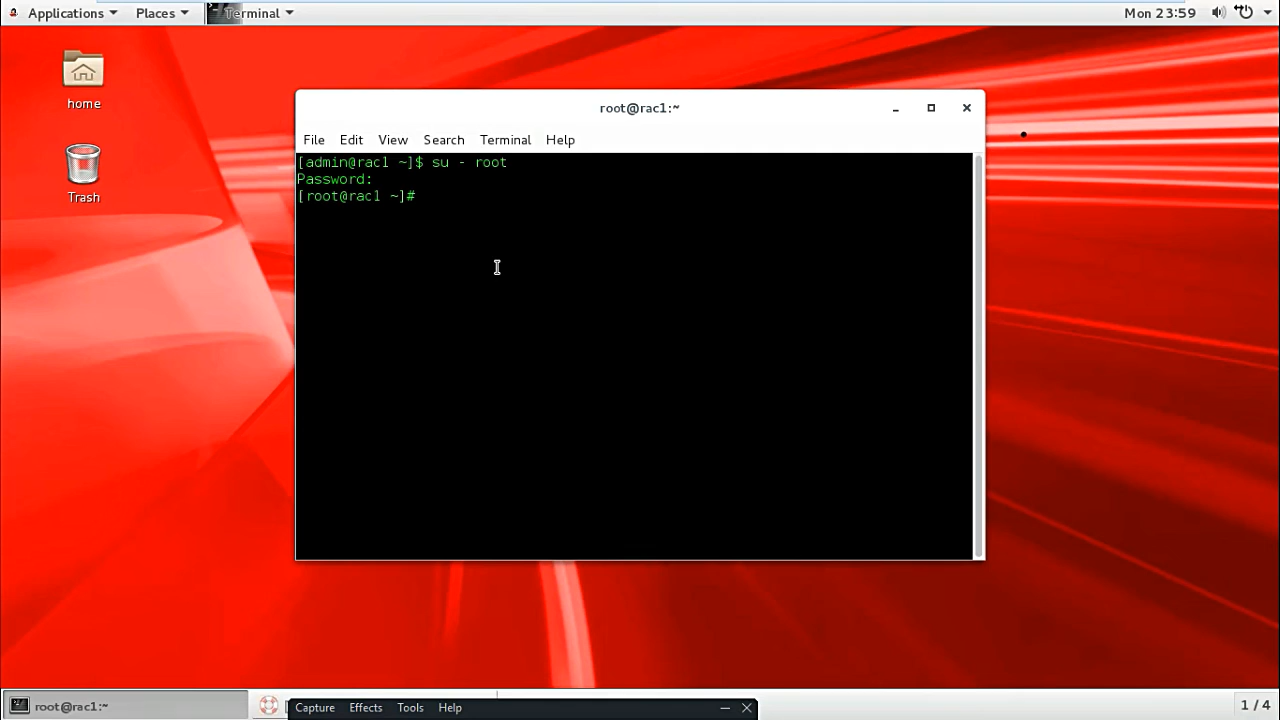 Applications Places Terminal Mon 23:59
home
Trash
root@rac1:~
File Edit View Search Terminal Help
[admin@rac1 ~]$ su - root
Password:
[root@rac1 ~]#
root@rac1:~
Capture Effects Tools Help
1 / 4